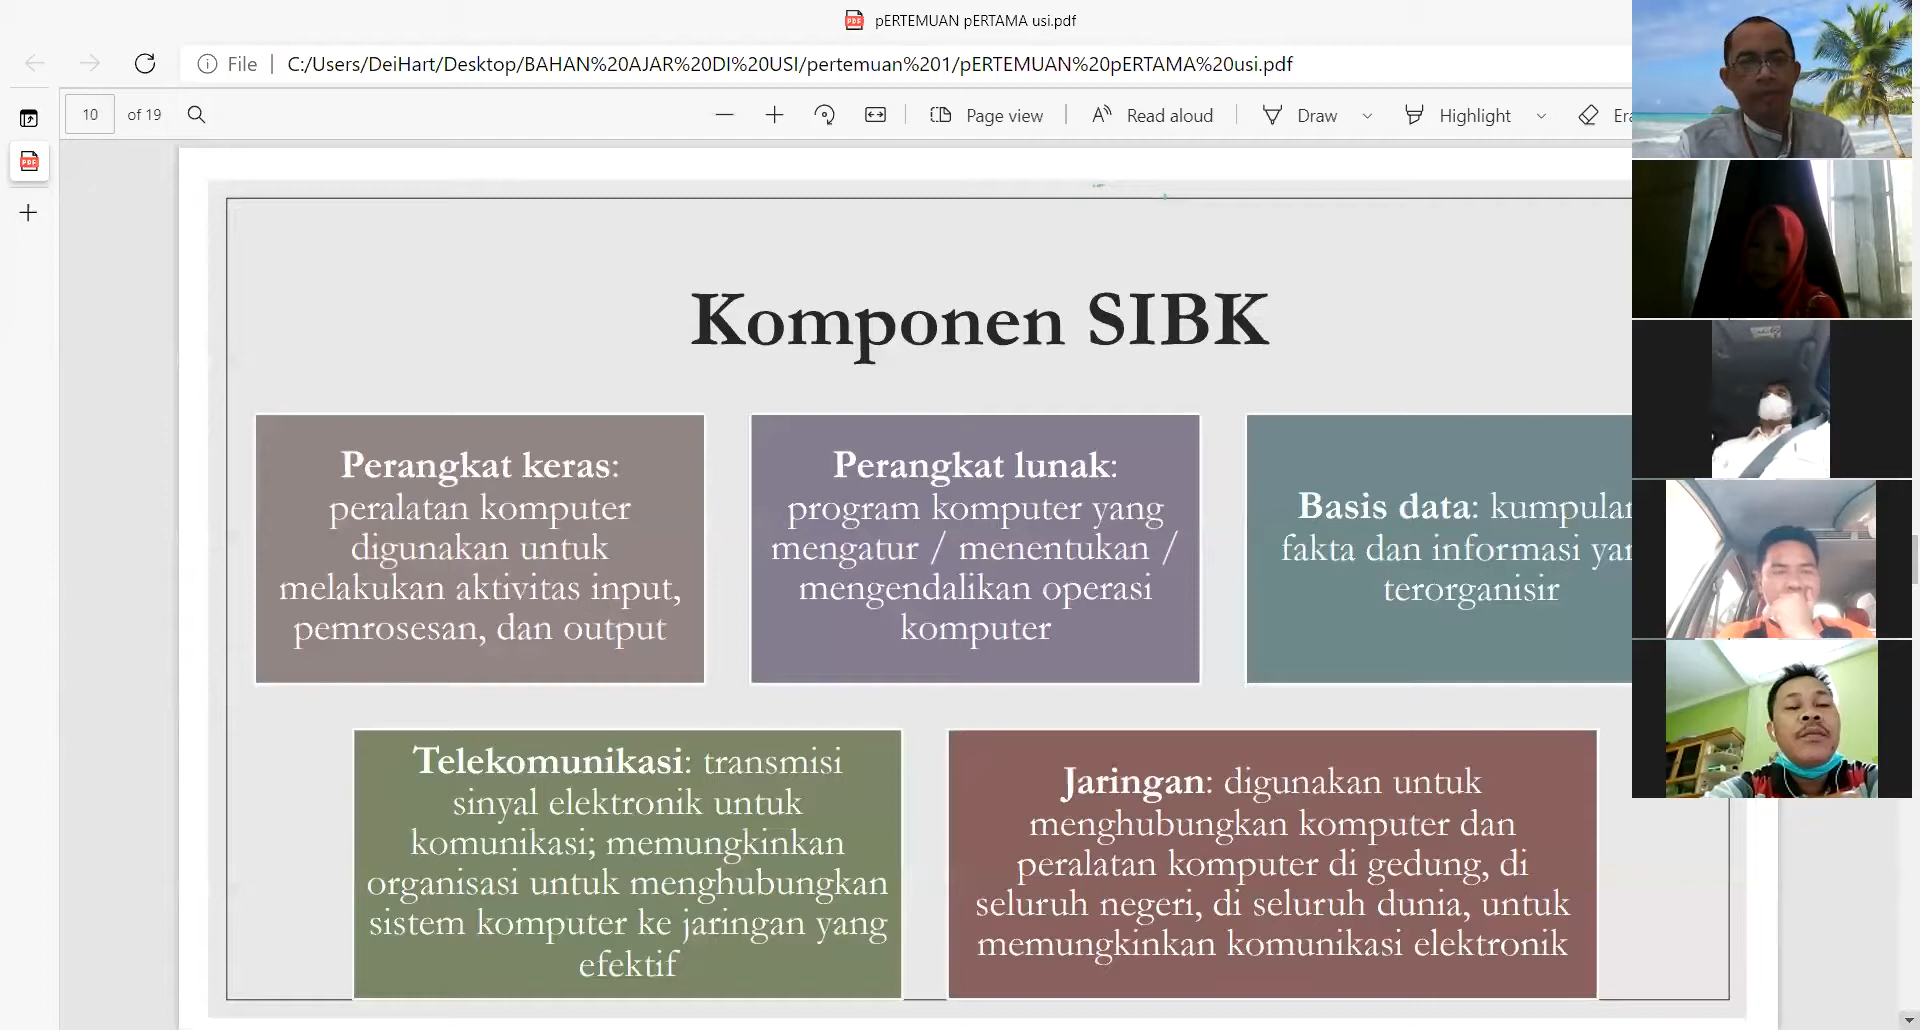 pERTEMUAN pERTAMA usi.pdf
File
C:/Users/DeiHart/Desktop/BAHAN%20AJAR%20DI%20USI/pertemuan%201/pERTEMUAN%20pERTAMA%20usi.pdf
10 of 19
Page view
Read aloud
Draw
Highlight
Komponen SIBK
Perangkat keras:
peralatan komputer
digunakan untuk
melakukan aktivitas input,
pemrosesan, dan output
Perangkat lunak:
program komputer yang
mengatur / menentukan /
mengendalikan operasi
komputer
Basis data: kumpulan
fakta dan informasi yan
terorganisir
Telekomunikasi: transmisi
sinyal elektronik untuk
komunikasi; memungkinkan
organisasi untuk menghubungkan
sistem komputer ke jaringan yang
efektif
Jaringan: digunakan untuk
menghubungkan komputer dan
peralatan komputer di gedung, di
seluruh negeri, di seluruh dunia, untuk
memungkinkan komunikasi elektronik